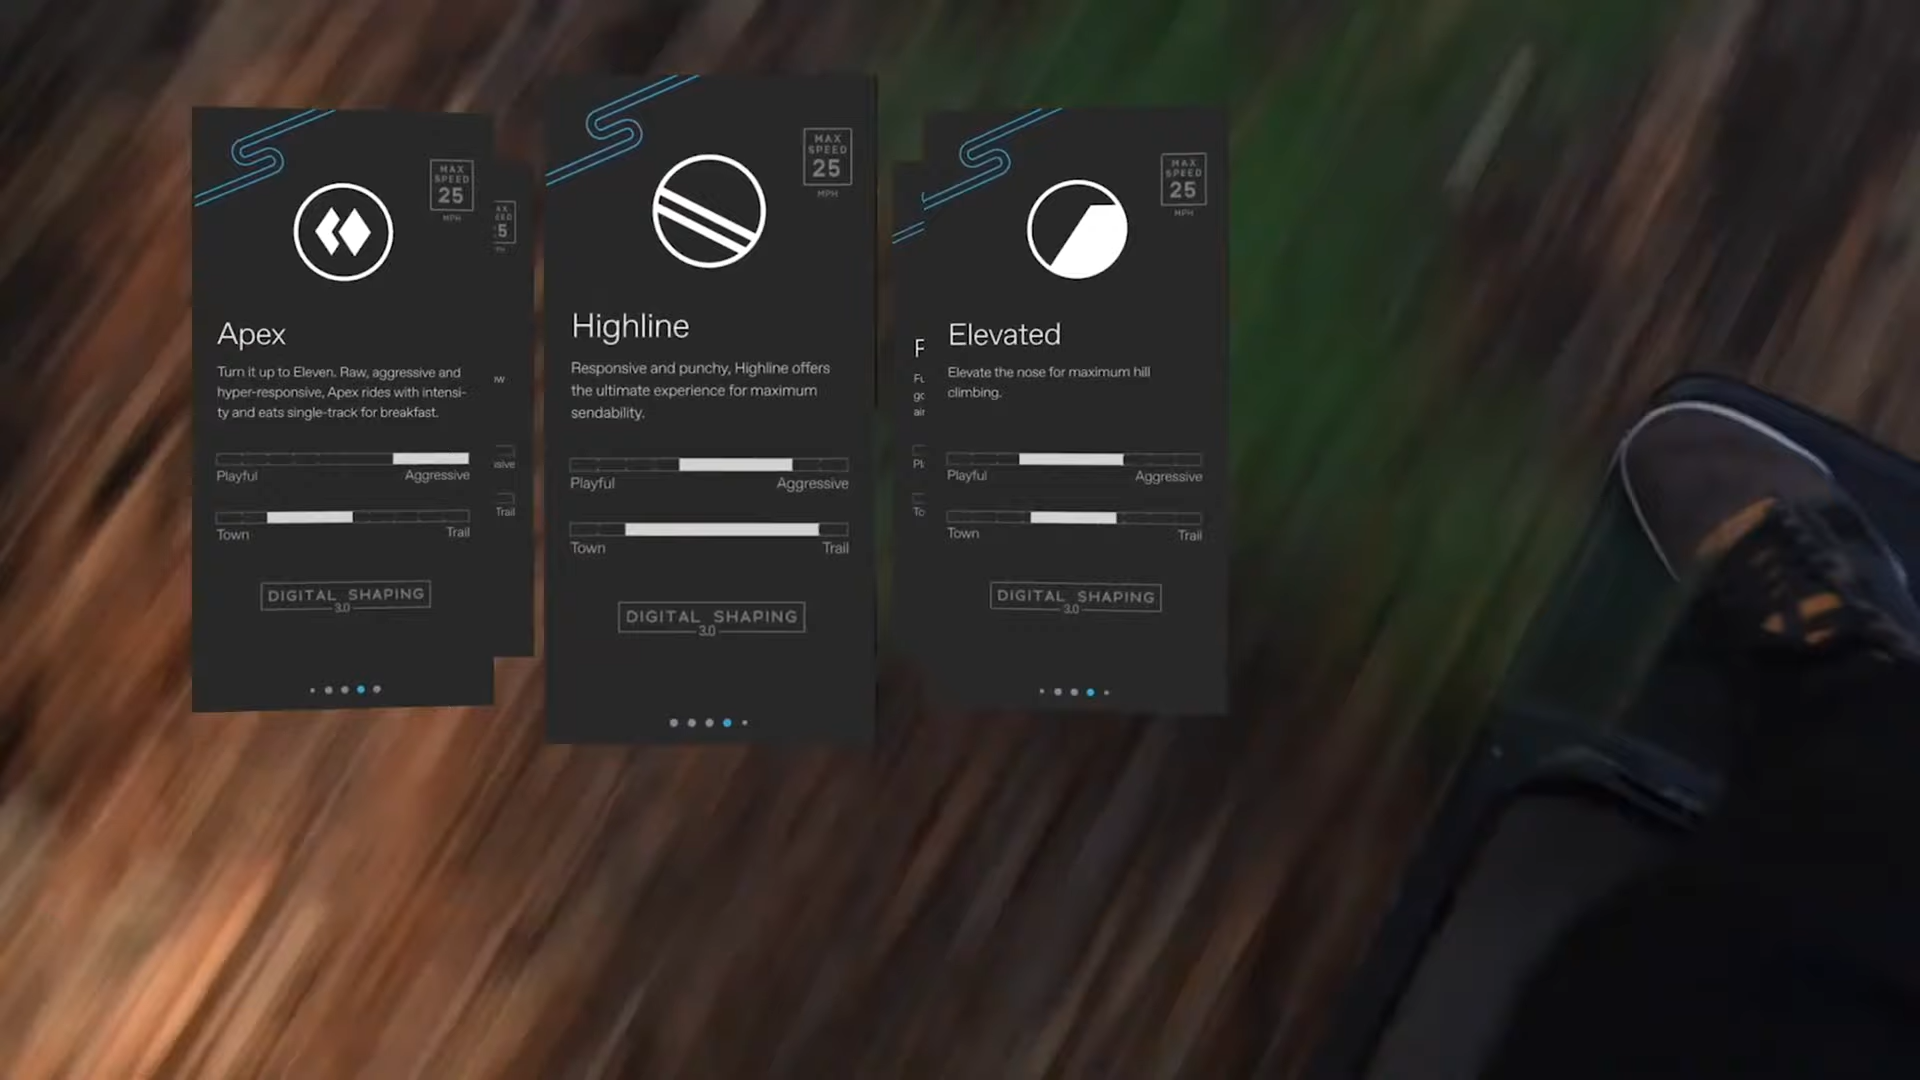 MAX
SPEED
25
MPH
Apex
Turn it up to Eleven. Raw, aggressive and
hyper-responsive, Apex rides with intensi-
ty and eats single-track for breakfast.
Playful Aggressive
Town Trail
DIGITAL SHAPING
3.0
5
Trail
MAX
SPEED
25
MPH
Highline
Responsive and punchy, Highline offers
the ultimate experience for maximum
sendability.
Playful Aggressive
Town Trail
DIGITAL SHAPING
3.0
MAX
SPEED
25
MPH
Elevated
Elevate the nose for maximum hill
climbing.
Playful Aggressive
Town Trail
DIGITAL SHAPING
3.0